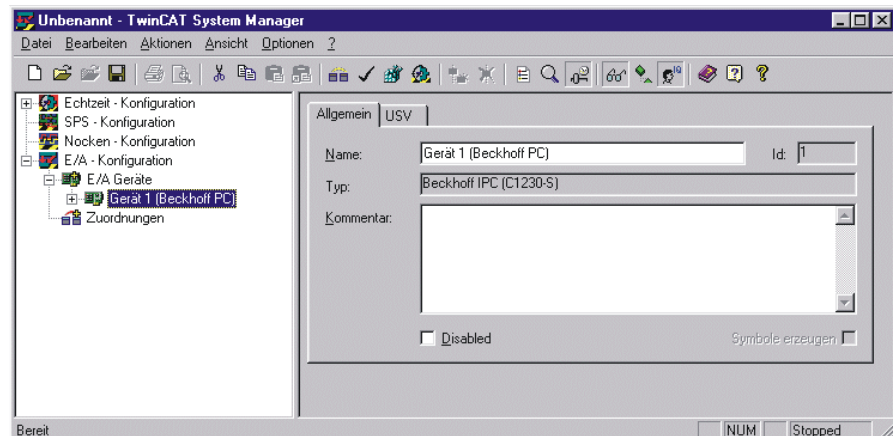 Unbenannt - TwinCAT System Manager
Datei Bearbeiten Aktionen Ansicht Optionen ?
Echtzeit - Konfiguration
SPS - Konfiguration
Nocken - Konfiguration
E/A - Konfiguration
E/A Geräte
Gerät 1 (Beckhoff PC)
Zuordnungen
Allgemein USV
Name: Gerät 1 (Beckhoff PC) Id: 1
Typ: Beckhoff IPC (C1230-S)
Kommentar:
Disabled Symbole erzeugen
Bereit NUM Stopped